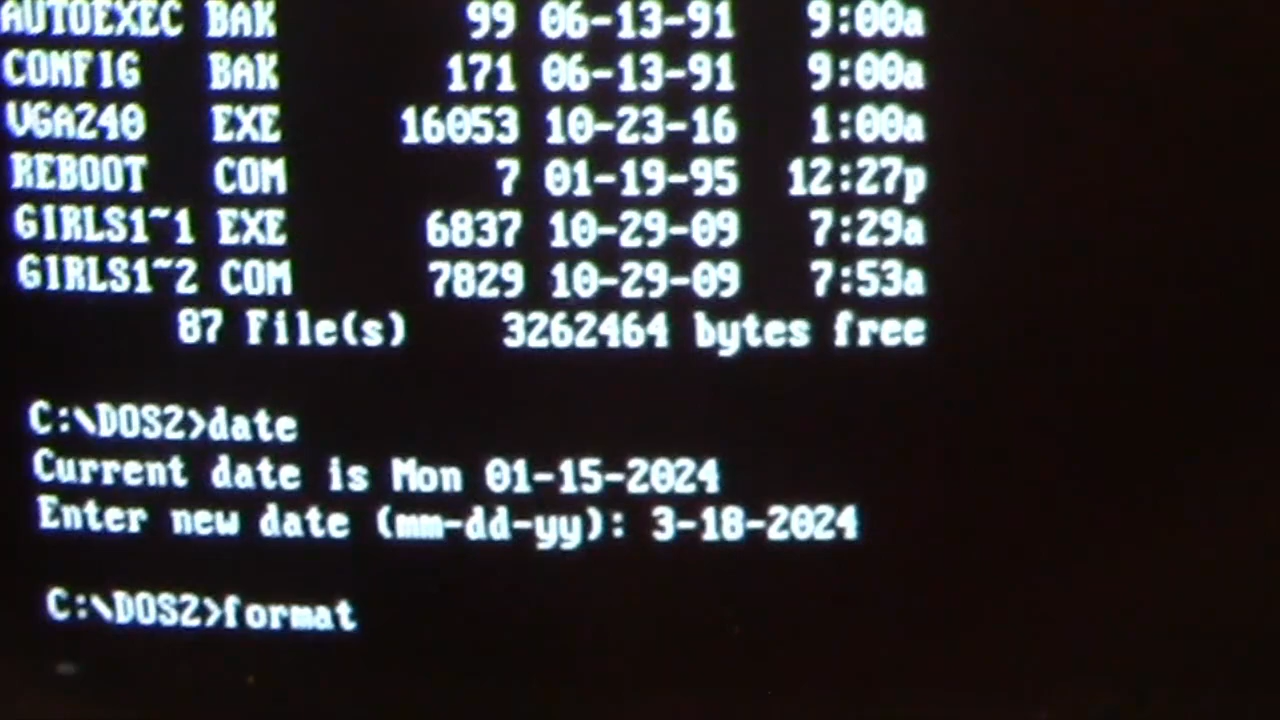 AUTOEXEC BAK 99 06-13-91 9:00a
CONFIG BAK 171 06-13-91 9:00a
VGA240 EXE 16053 10-23-16 1:00a
REBOOT COM 7 01-19-95 12:27p
GIRLS1~1 EXE 6837 10-29-09 7:29a
GIRLS1~2 COM 7829 10-29-09 7:53a
87 File(s) 3262464 bytes free
C:\DOS2>date
Current date is Mon 01-15-2024
Enter new date (mm-dd-yy): 3-18-2024
C:\DOS2>format